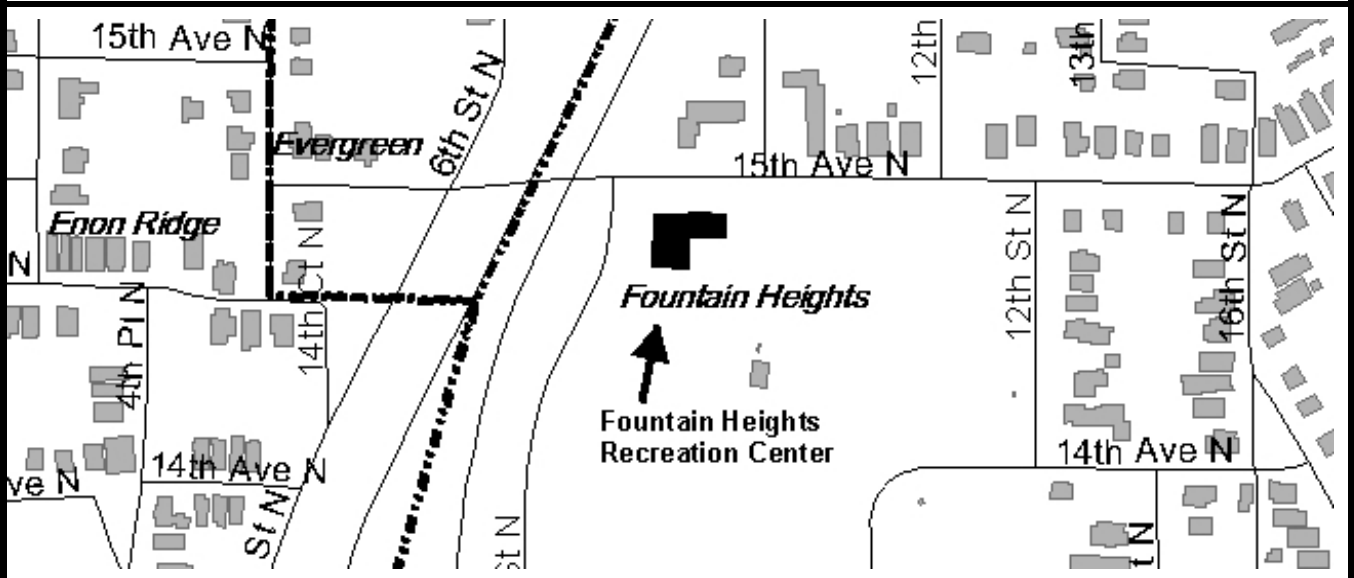 15th Ave N
12th
13th
6th St N
Evergreen
15th Ave N
Enon Ridge
N
14th Ct N
12th St N
16th St N
Fountain Heights
4th Pl N
Fountain Heights
Recreation Center
14th Ave N
14th Ave N
ve N
St N
St N
t N